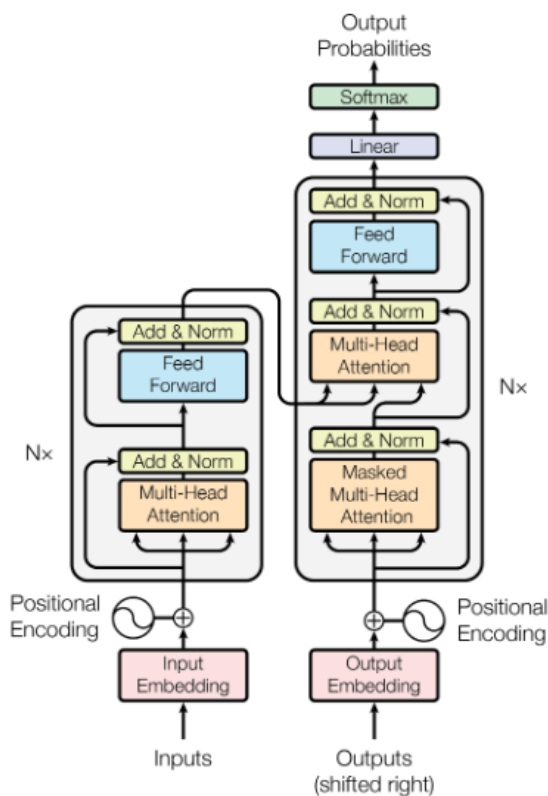 Output
Probabilities
Softmax
Linear
Add & Norm
Feed
Forward
Add & Norm
Multi-Head
Attention
Add & Norm
Masked
Multi-Head
Attention
N×
Add & Norm
Feed
Forward
Add & Norm
Multi-Head
Attention
N×
Positional
Encoding
Positional
Encoding
Input
Embedding
Output
Embedding
Inputs
Outputs
(shifted right)